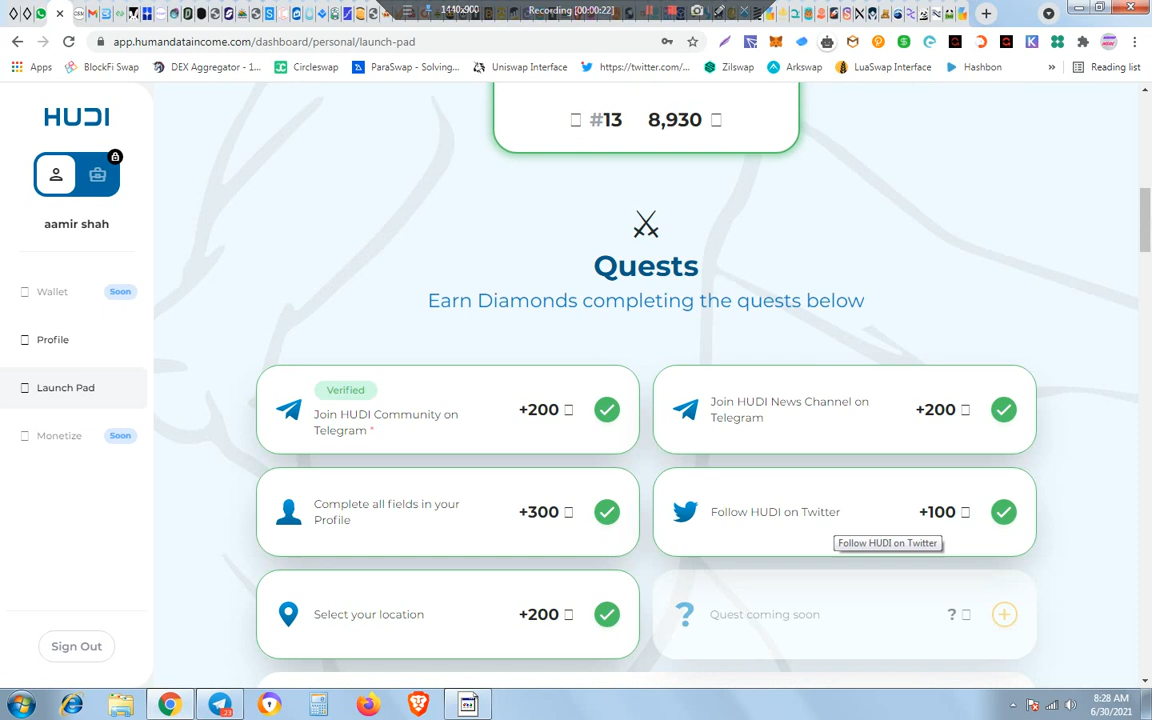 1440x900
Recording [00:00:22]
app.humandataincome.com/dashboard/personal/launch-pad
Apps
BlockFi Swap
DEX Aggregator - 1...
Circleswap
ParaSwap - Solving...
Uniswap Interface
https://twitter.com/...
Zilswap
Arkswap
LuaSwap Interface
Hashbon
»
Reading list
HUDI
aamir shah
Wallet Soon
Profile
Launch Pad
Monetize Soon
Sign Out
#13 8,930
Quests
Earn Diamonds completing the quests below
Verified
Join HUDI Community on
Telegram *
+200
Join HUDI News Channel on
Telegram
+200
Complete all fields in your
Profile
+300
Follow HUDI on Twitter
+100
Follow HUDI on Twitter
Select your location
+200
?
Quest coming soon
?
23
8:28 AM
6/30/2021